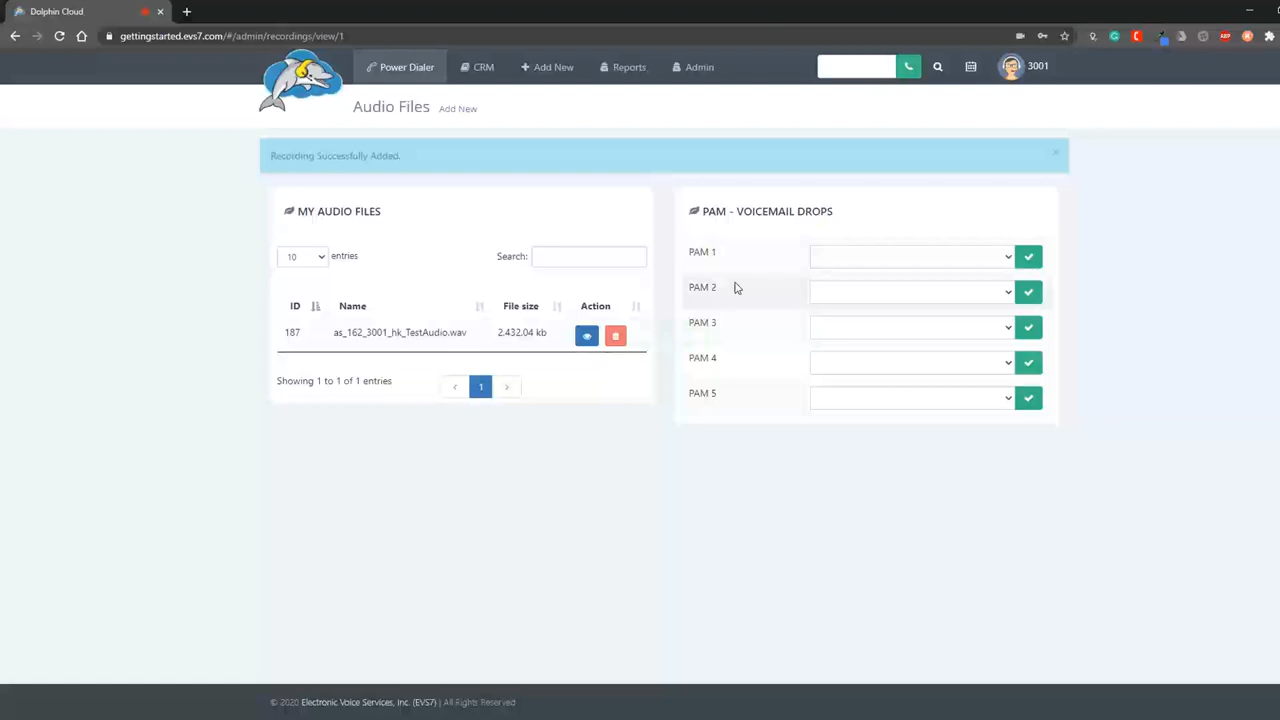 Dolphin Cloud
gettingstarted.evs7.com/#/admin/recordings/view/1
Power Dialer
CRM
Add New
Reports
Admin
3001
Audio Files Add New
Recording Successfully Added.
MY AUDIO FILES
10 entries
Search:
ID Name File size Action
187 as_162_3001_hk_TestAudio.wav 2.432.04 kb
Showing 1 to 1 of 1 entries
‹ 1 ›
PAM - VOICEMAIL DROPS
PAM 1
PAM 2
PAM 3
PAM 4
PAM 5
© 2020 Electronic Voice Services, Inc. (EVS7) | All Rights Reserved